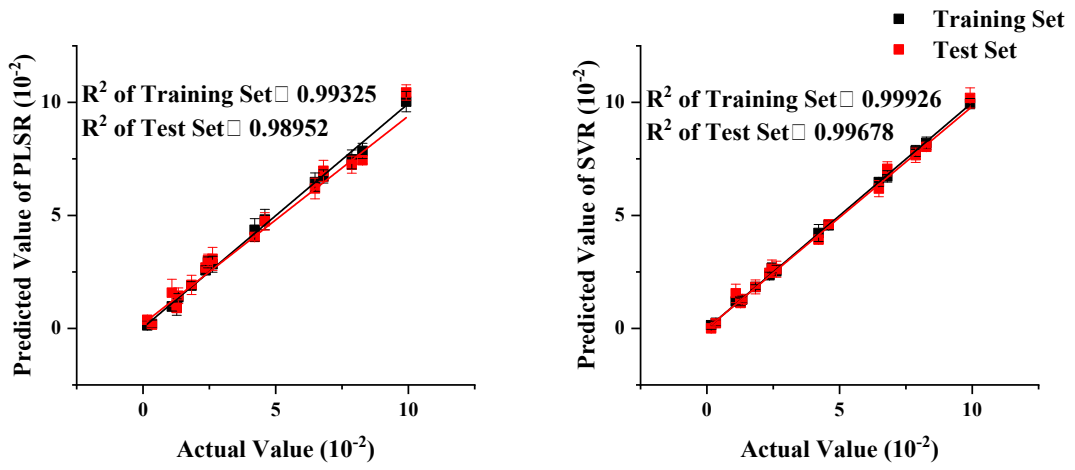 Training Set
Test Set
Predicted Value of PLSR (10⁻²)
10
5
0
R² of Training Set□ 0.99325
R² of Test Set□ 0.98952
0
5
10
Actual Value (10⁻²)
Predicted Value of SVR (10⁻²)
10
5
0
R² of Training Set□ 0.99926
R² of Test Set□ 0.99678
0
5
10
Actual Value (10⁻²)